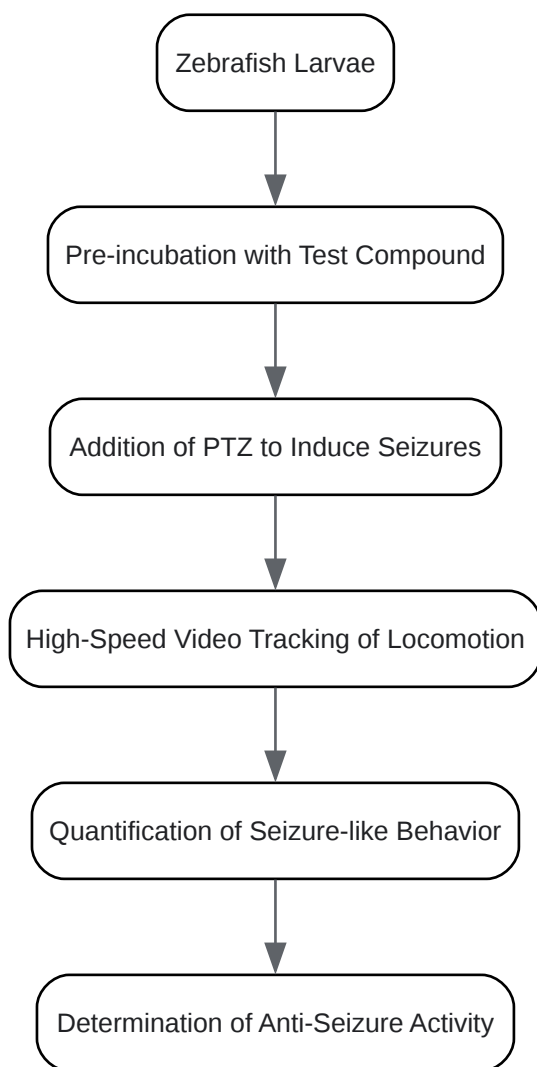 Zebrafish Larvae
Pre-incubation with Test Compound
Addition of PTZ to Induce Seizures
High-Speed Video Tracking of Locomotion
Quantification of Seizure-like Behavior
Determination of Anti-Seizure Activity